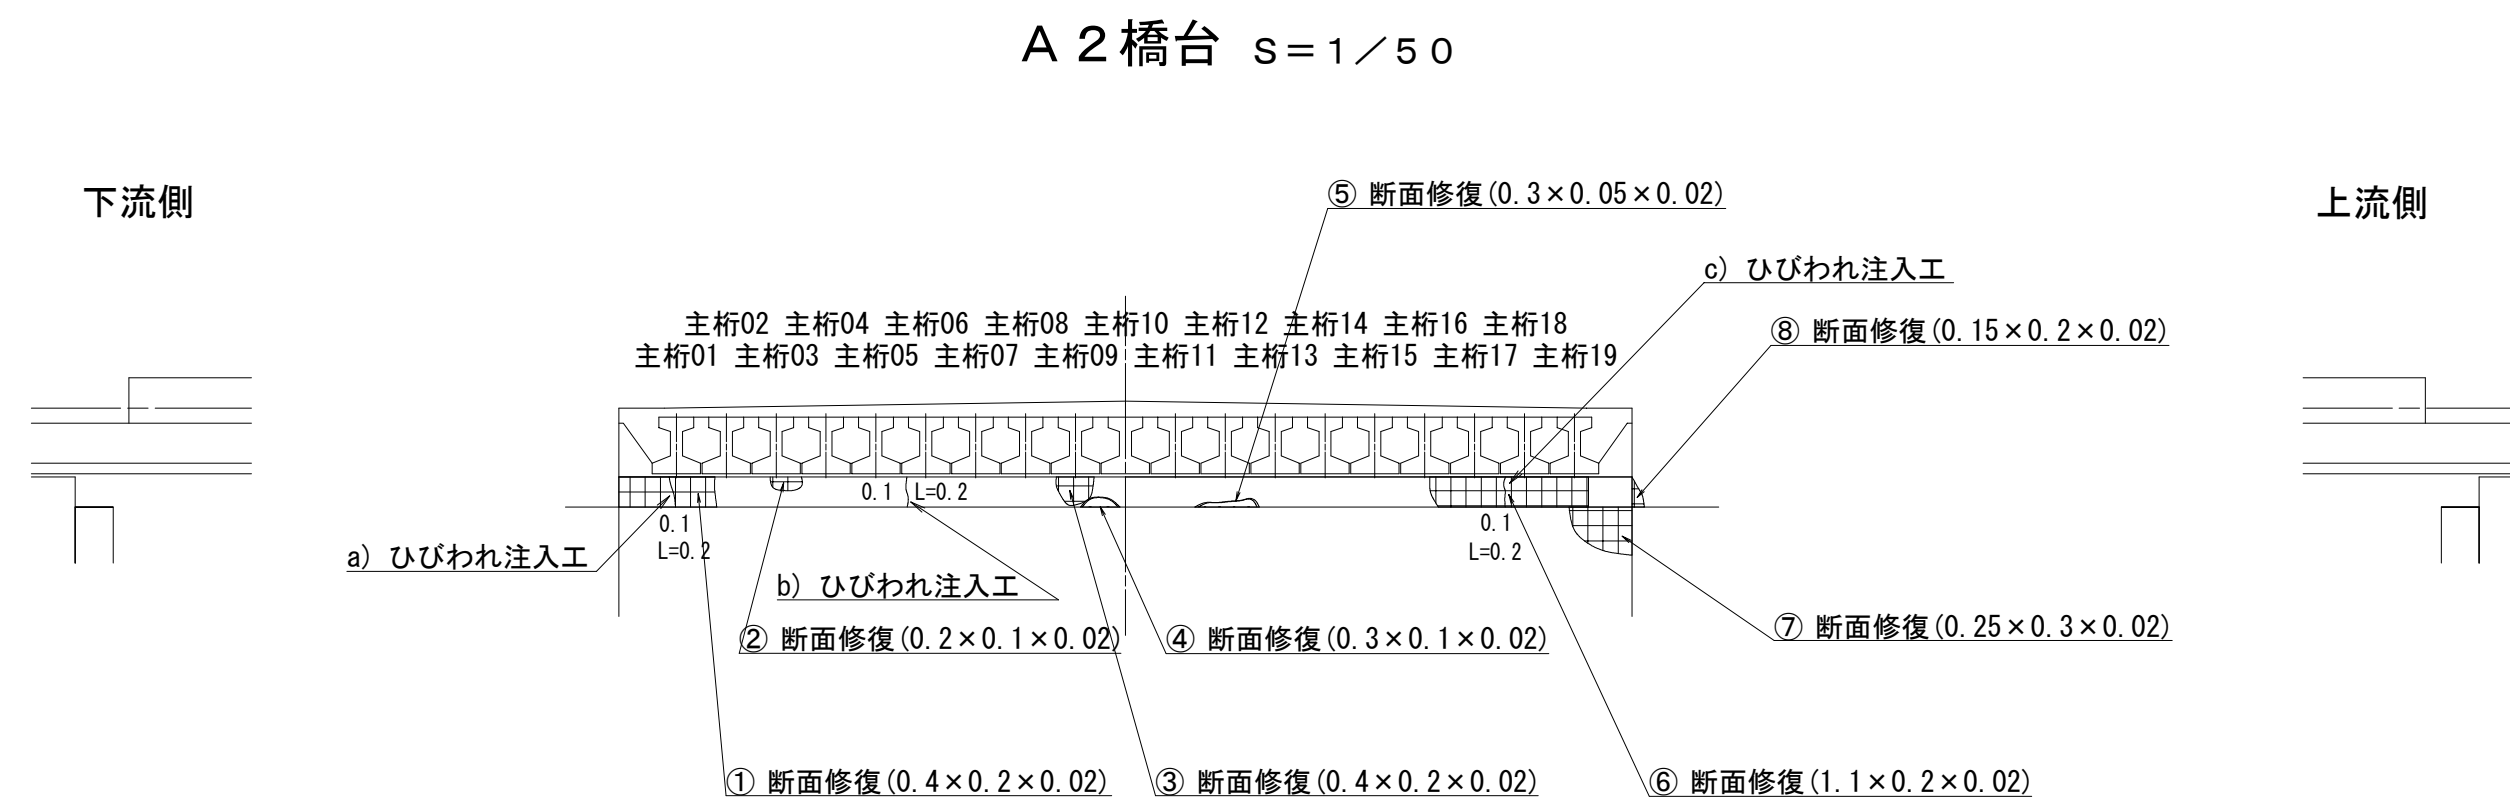 A2橋台 S=1/50
下流側
上流側
⑤ 断面修復(0.3×0.05×0.02)
c) ひびわれ注入工
⑧ 断面修復(0.15×0.2×0.02)
主桁02 主桁04 主桁06 主桁08 主桁10 主桁12 主桁14 主桁16 主桁18
主桁01 主桁03 主桁05 主桁07 主桁09 主桁11 主桁13 主桁15 主桁17 主桁19
0.1 L=0.2
0.1
L=0.2
0.1
L=0.2
a) ひびわれ注入工
b) ひびわれ注入工
② 断面修復(0.2×0.1×0.02)
④ 断面修復(0.3×0.1×0.02)
⑦ 断面修復(0.25×0.3×0.02)
① 断面修復(0.4×0.2×0.02)
③ 断面修復(0.4×0.2×0.02)
⑥ 断面修復(1.1×0.2×0.02)